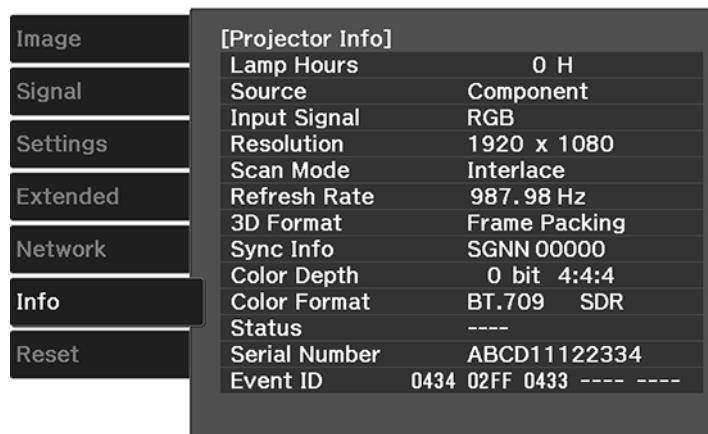 Image
Signal
Settings
Extended
Network
Info
Reset
[Projector Info]
Lamp Hours 0 H
Source Component
Input Signal RGB
Resolution 1920 x 1080
Scan Mode Interlace
Refresh Rate 987.98 Hz
3D Format Frame Packing
Sync Info SGNN 00000
Color Depth 0 bit 4:4:4
Color Format BT.709 SDR
Status ----
Serial Number ABCD11122334
Event ID 0434 02FF 0433 ---- ----